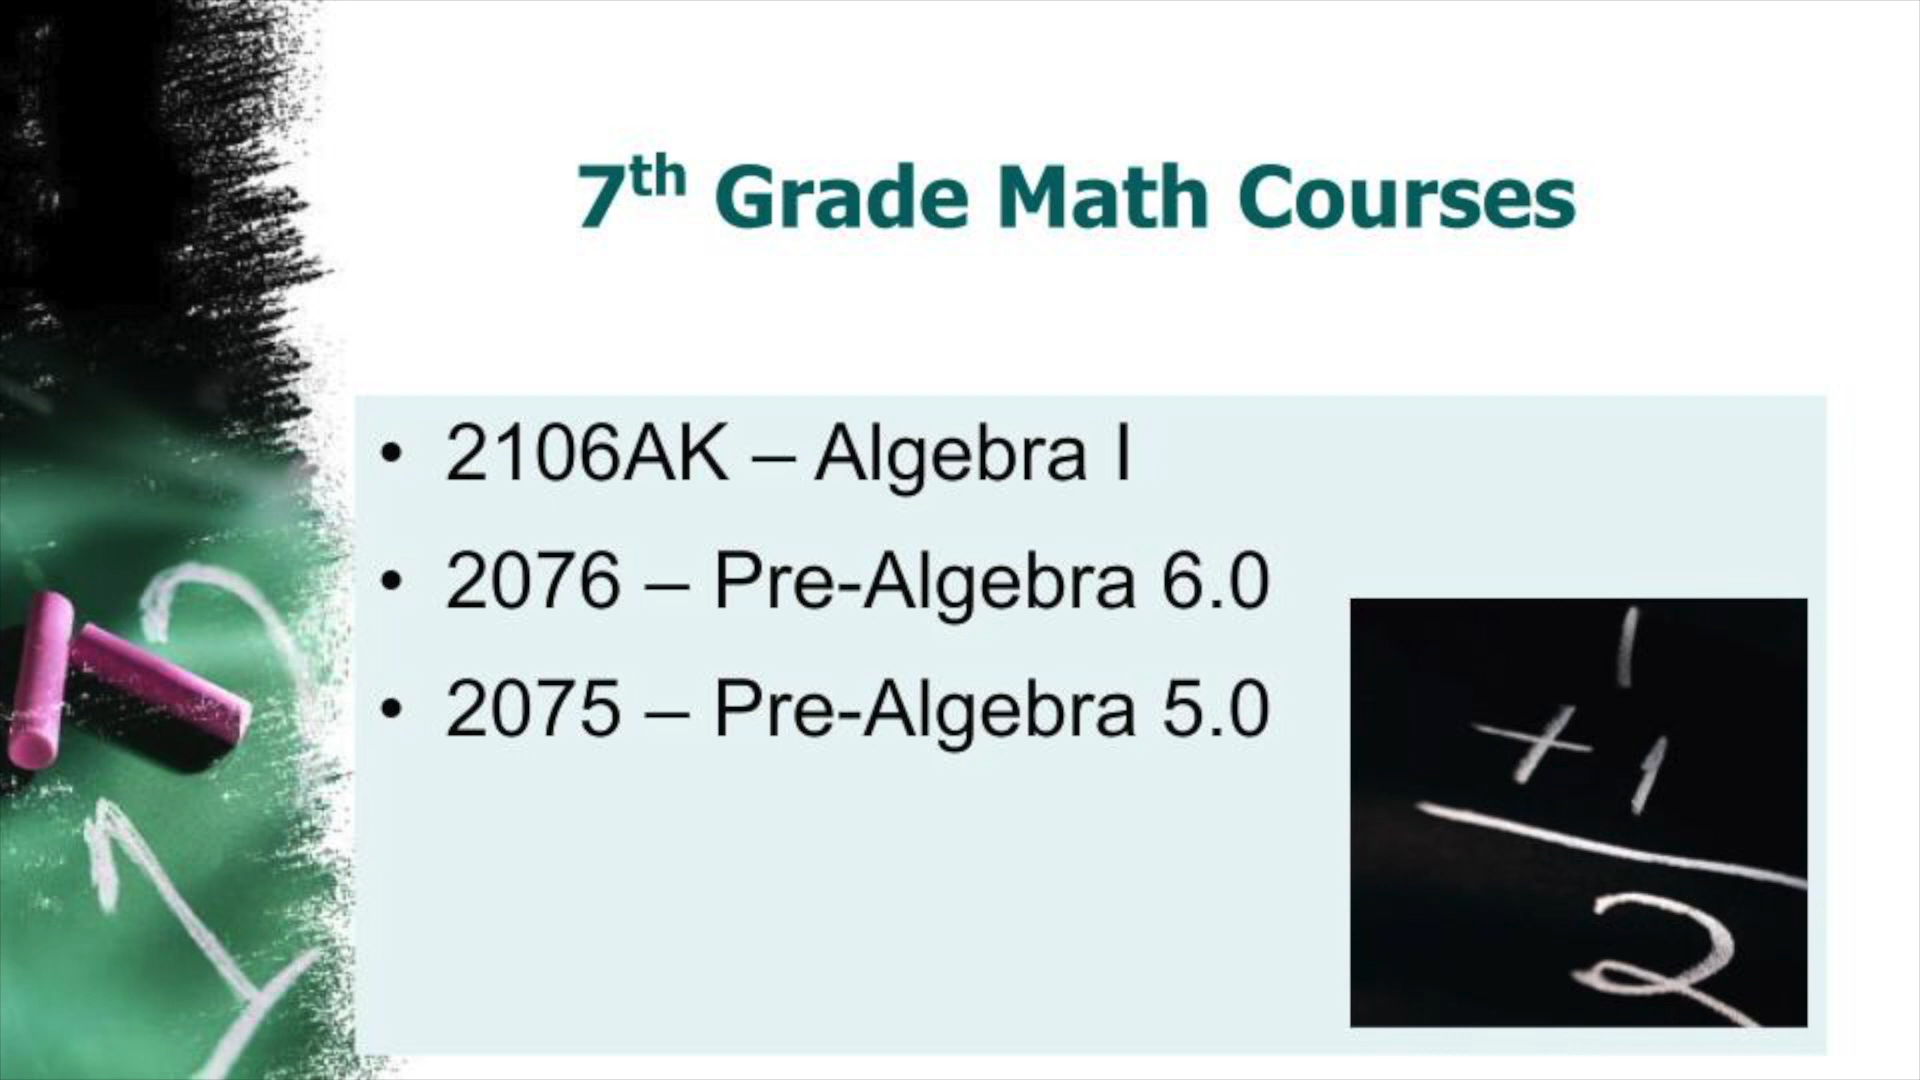 7th Grade Math Courses
• 2106AK – Algebra I
• 2076 – Pre-Algebra 6.0
• 2075 – Pre-Algebra 5.0
1
+ 1
2